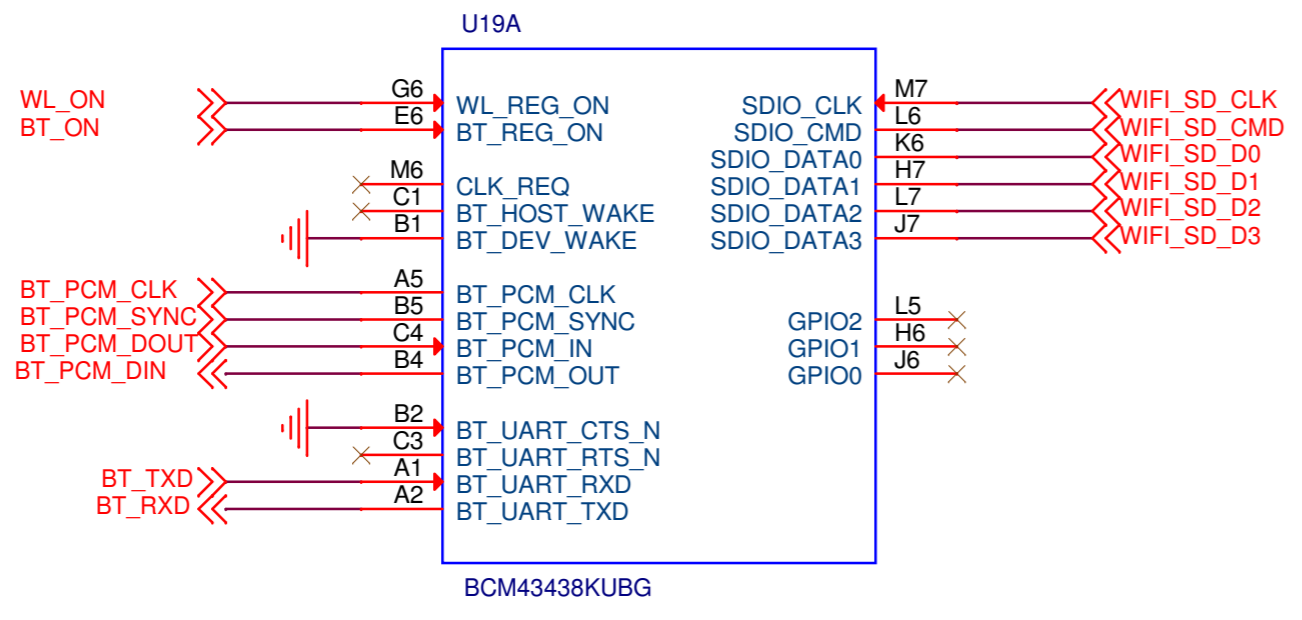 U19A
WL_ON G6 WL_REG_ON SDIO_CLK M7 WIFI_SD_CLK
BT_ON E6 BT_REG_ON SDIO_CMD L6 WIFI_SD_CMD
SDIO_DATA0 K6 WIFI_SD_D0
M6 CLK_REQ SDIO_DATA1 H7 WIFI_SD_D1
C1 BT_HOST_WAKE SDIO_DATA2 L7 WIFI_SD_D2
B1 BT_DEV_WAKE SDIO_DATA3 J7 WIFI_SD_D3
BT_PCM_CLK A5 BT_PCM_CLK
BT_PCM_SYNC B5 BT_PCM_SYNC GPIO2 L5
BT_PCM_DOUT C4 BT_PCM_IN GPIO1 H6
BT_PCM_DIN B4 BT_PCM_OUT GPIO0 J6
B2 BT_UART_CTS_N
C3 BT_UART_RTS_N
BT_TXD A1 BT_UART_RXD
BT_RXD A2 BT_UART_TXD
BCM43438KUBG